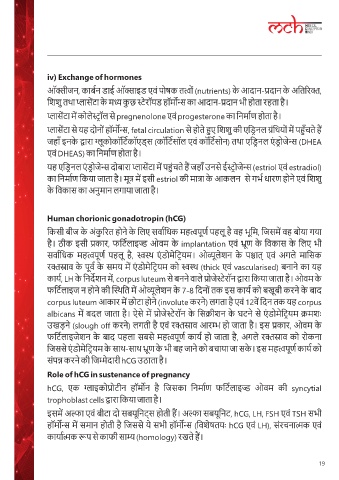 mch
iv) Exchange of hormones
ऑक्सीजन, कार्बन डाई ऑक्साइड एवं पोषक तत्वों (nutrients) के आदान-प्रदान के अतिरिक्त,
शिशु तथा प्लासेंटा के मध्य कुछ स्टेरॉयड हॉर्मोन्स का आदान-प्रदान भी होता रहता है।
प्लासेंटा में कोलेस्ट्रॉल से pregnenolone एवं progesterone का निर्माण होता है।
प्लासेंटा से यह दोनों हॉर्मोन्स, fetal circulation से होते हुए शिशु की एड्रिनल ग्रंथियों में पहुँचते हैं
जहाँ इनके द्वारा ग्लूकोकॉर्टिकॉएड्स (कॉर्टिसॉल एवं कॉर्टिसोन) तथा एड्रिनल एंड्रोजेन्स (DHEA
एवं DHEAS) का निर्माण होता है।
यह एड्रिनल एंड्रोजेन्स दोबारा प्लासेंटा में पहुंचते हैं जहाँ उनसे ईस्ट्रोजेन्स (estriol एवं estradiol)
का निर्माण किया जाता है। मूत्र में इसी estriol की मात्रा के आकलन से गर्भ धारण होने एवं शिशु
के विकास का अनुमान लगाया जाता है।
Human chorionic gonadotropin (hCG)
किसी बीज के अंकुरित होने के लिए सर्वाधिक महत्वपूर्ण पहलू है वह भूमि, जिसमें वह बोया गया
है। ठीक इसी प्रकार, फर्टिलाइज्ड ओवम के implantation एवं भ्रूण के विकास के लिए भी
सर्वाधिक महत्वपूर्ण पहलू है, स्वस्थ एंडोमेट्रियम। ओव्यूलेशन के पश्चात् एवं अगले मासिक
रक्तस्राव के पूर्व के समय में एंडोमेट्रियम को स्वस्थ (thick एवं vascularised) बनाने का यह
कार्य, LH के निर्देशन में, corpus luteum से बनने वाले प्रोजेस्टेरॉन द्वारा किया जाता है। ओवम के
फर्टिलाइज न होने की स्थिति में ओव्यूलेशन के 7-8 दिनों तक इस कार्य को बखूबी करने के बाद
corpus luteum आकार में छोटा होने (involute करने) लगता है एवं 12वें दिन तक यह corpus
albicans में बदल जाता है। ऐसे में प्रोजेस्टेरॉन के सिक्रीशन के घटने से एंडोमेट्रियम क्रमशः
उखड़ने (slough off करने) लगती है एवं रक्तस्राव आरम्भ हो जाता है। इस प्रकार, ओवम के
फर्टिलाइजेशन के बाद पहला सबसे महत्वपूर्ण कार्य हो जाता है, अगले रक्तस्राव को रोकना
जिससे एंडोमेट्रियम के साथ-साथ भ्रूण के भी बह जाने को बचाया जा सके। इस महत्वपूर्ण कार्य को
संपन्न करने की जिम्मेदारी hCG उठाता है।
Role of hCG in sustenance of pregnancy
hCG, एक ग्लाइकोप्रोटीन हॉर्मोन है जिसका निर्माण फर्टिलाइज्ड ओवम की syncytial
trophoblast cells द्वारा किया जाता है।
इसमें अल्फा एवं बीटा दो सबयूनिट्स होती हैं। अल्फा सबयूनिट, hCG, LH, FSH एवं TSH सभी
हॉर्मोन्स में समान होती है जिससे ये सभी हॉर्मोन्स (विशेषतयः hCG एवं LH), संरचनात्मक एवं
कार्यात्मक रूप से काफी साम्य (homology) रखते हैं।
19